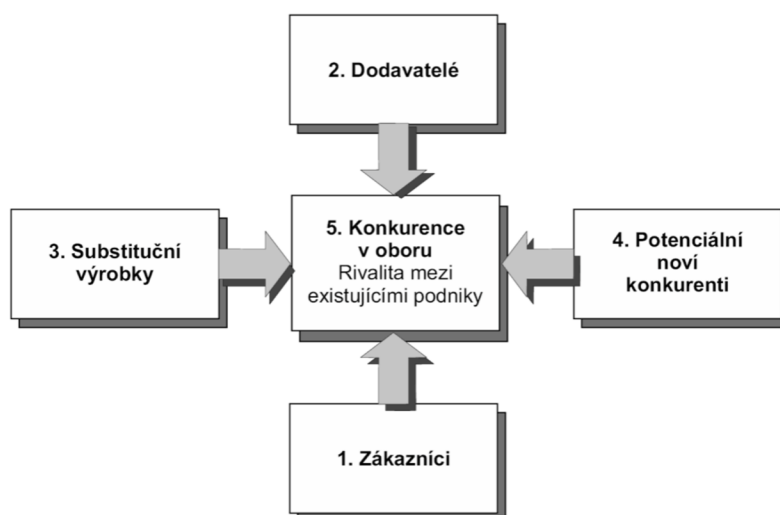 2. Dodavatelé
3. Substituční
výrobky
5. Konkurence
v oboru
Rivalita mezi
existujícími podniky
4. Potenciální
noví
konkurenti
1. Zákazníci